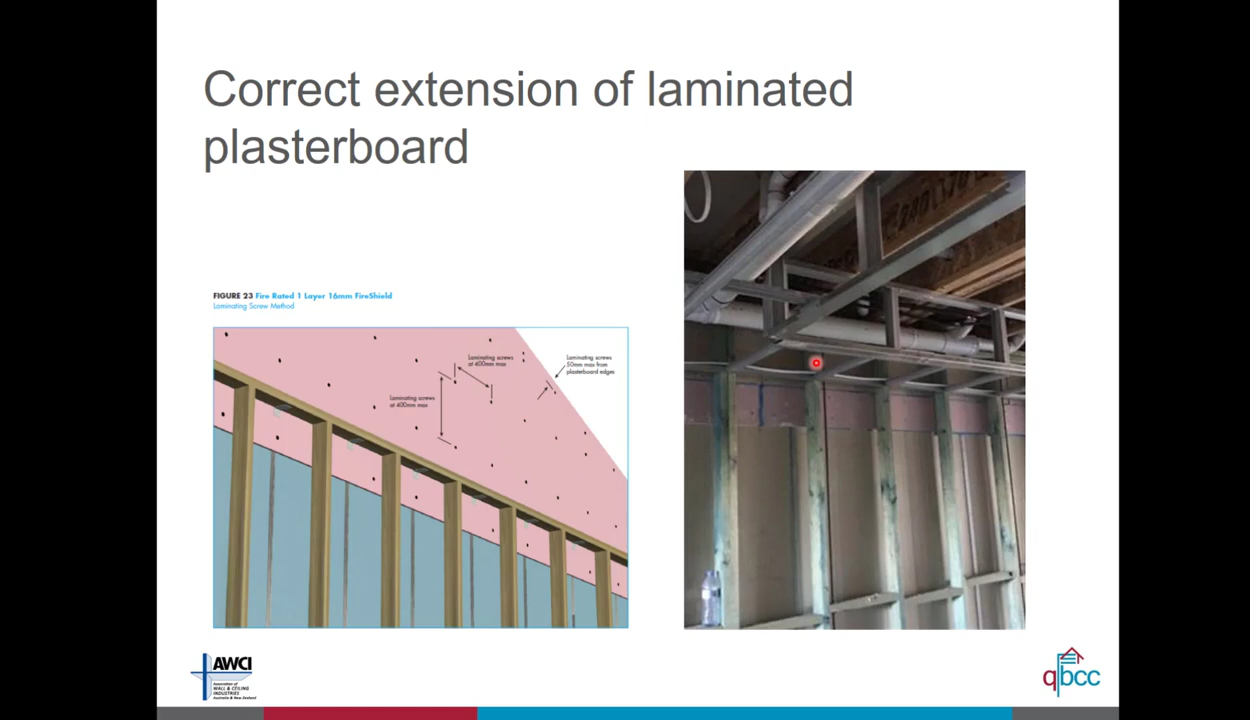 Correct extension of laminated
plasterboard
FIGURE 23 Fire Rated 1 Layer 16mm FireShield
Laminating Screw Method
Laminating screws
at 400mm max
Laminating screws
50mm max from
plasterboard edges
Laminating screws
at 400mm max
240
AWCI
Association of
WALL & CEILING
INDUSTRIES
Australia & New Zealand
qbcc